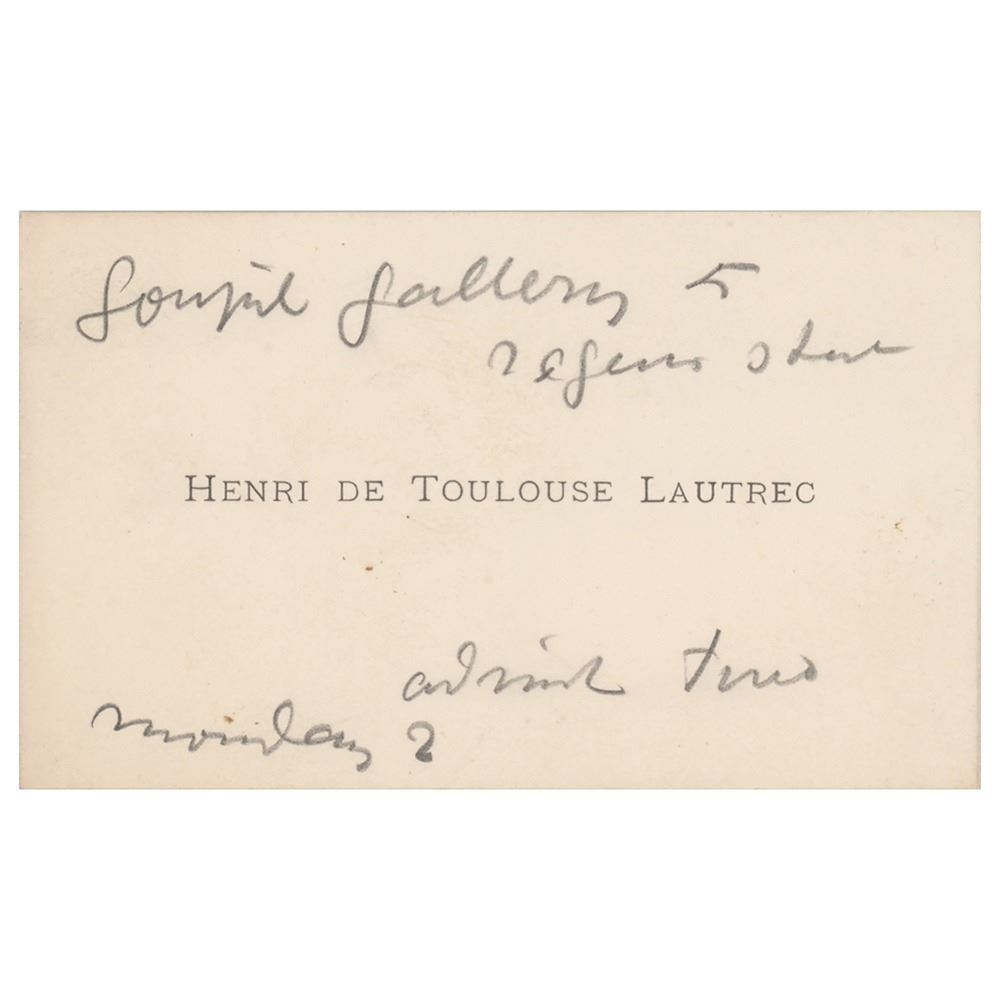 Goupil gallery 5
regent street
HENRI DE TOULOUSE LAUTREC
admit two
monday 2